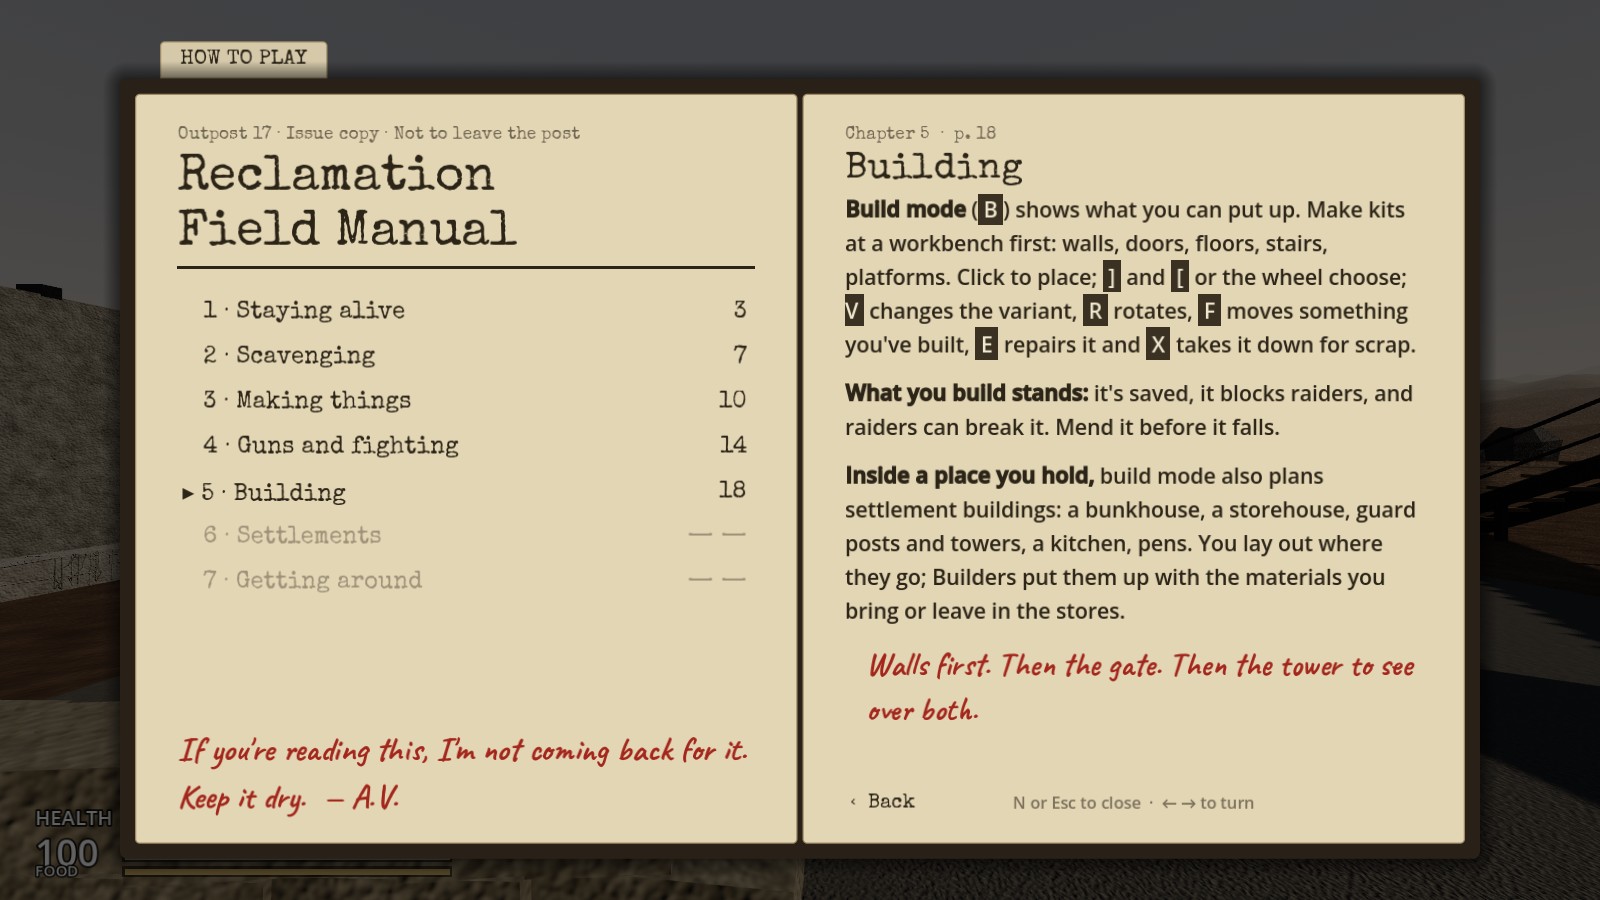 HOW TO PLAY
Outpost 17 · Issue copy · Not to leave the post
Reclamation
Field Manual
1 · Staying alive 3
2 · Scavenging 7
3 · Making things 10
4 · Guns and fighting 14
▸ 5 · Building 18
6 · Settlements — —
7 · Getting around — —
If you're reading this, I'm not coming back for it.
Keep it dry. – A.V.
Chapter 5 · p. 18
Building
Build mode (B) shows what you can put up. Make kits
at a workbench first: walls, doors, floors, stairs,
platforms. Click to place; ] and [ or the wheel choose;
V changes the variant, R rotates, F moves something
you've built, E repairs it and X takes it down for scrap.
What you build stands: it's saved, it blocks raiders, and
raiders can break it. Mend it before it falls.
Inside a place you hold, build mode also plans
settlement buildings: a bunkhouse, a storehouse, guard
posts and towers, a kitchen, pens. You lay out where
they go; Builders put them up with the materials you
bring or leave in the stores.
Walls first. Then the gate. Then the tower to see
over both.
‹ Back
N or Esc to close · ← → to turn
HEALTH
100
FOOD